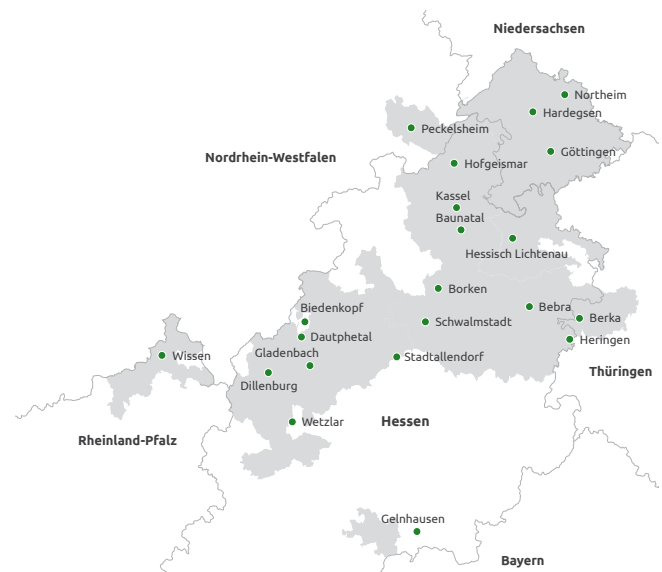 Niedersachsen
Northeim
Hardegsen
Peckelsheim
Göttingen
Nordrhein-Westfalen
Hofgeismar
Kassel
Baunatal
Hessisch Lichtenau
Borken
Biedenkopf
Bebra
Berka
Schwalmstadt
Dautphetal
Heringen
Gladenbach
Wissen
Stadtallendorf
Thüringen
Dillenburg
Wetzlar
Hessen
Rheinland-Pfalz
Gelnhausen
Bayern